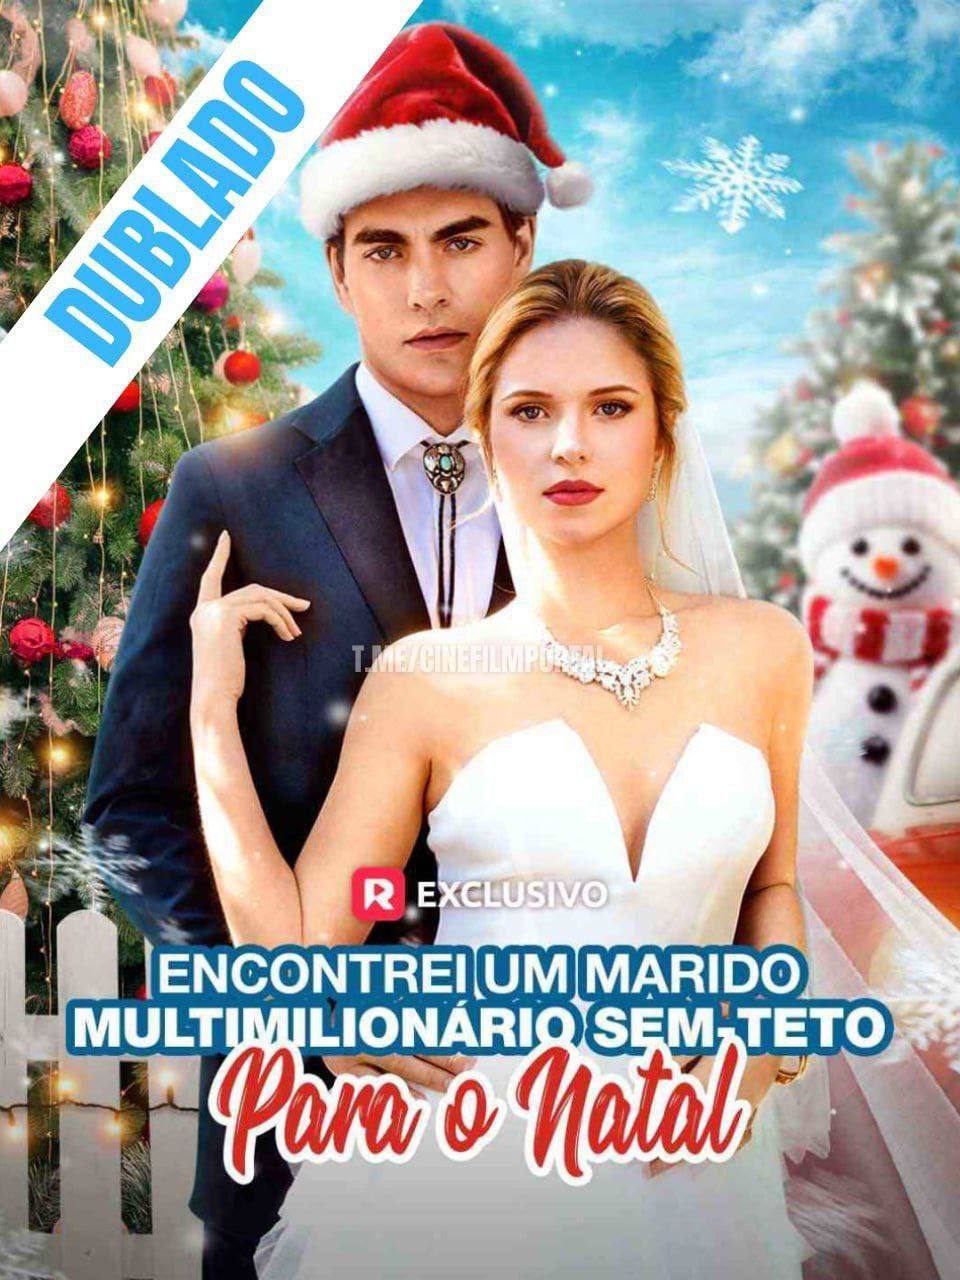 DUBLADO
T.ME/CINEFILMPORTAL
R EXCLUSIVO
ENCONTREI UM MARIDO
MULTIMILIONÁRIO SEM-TETO
Para o Natal